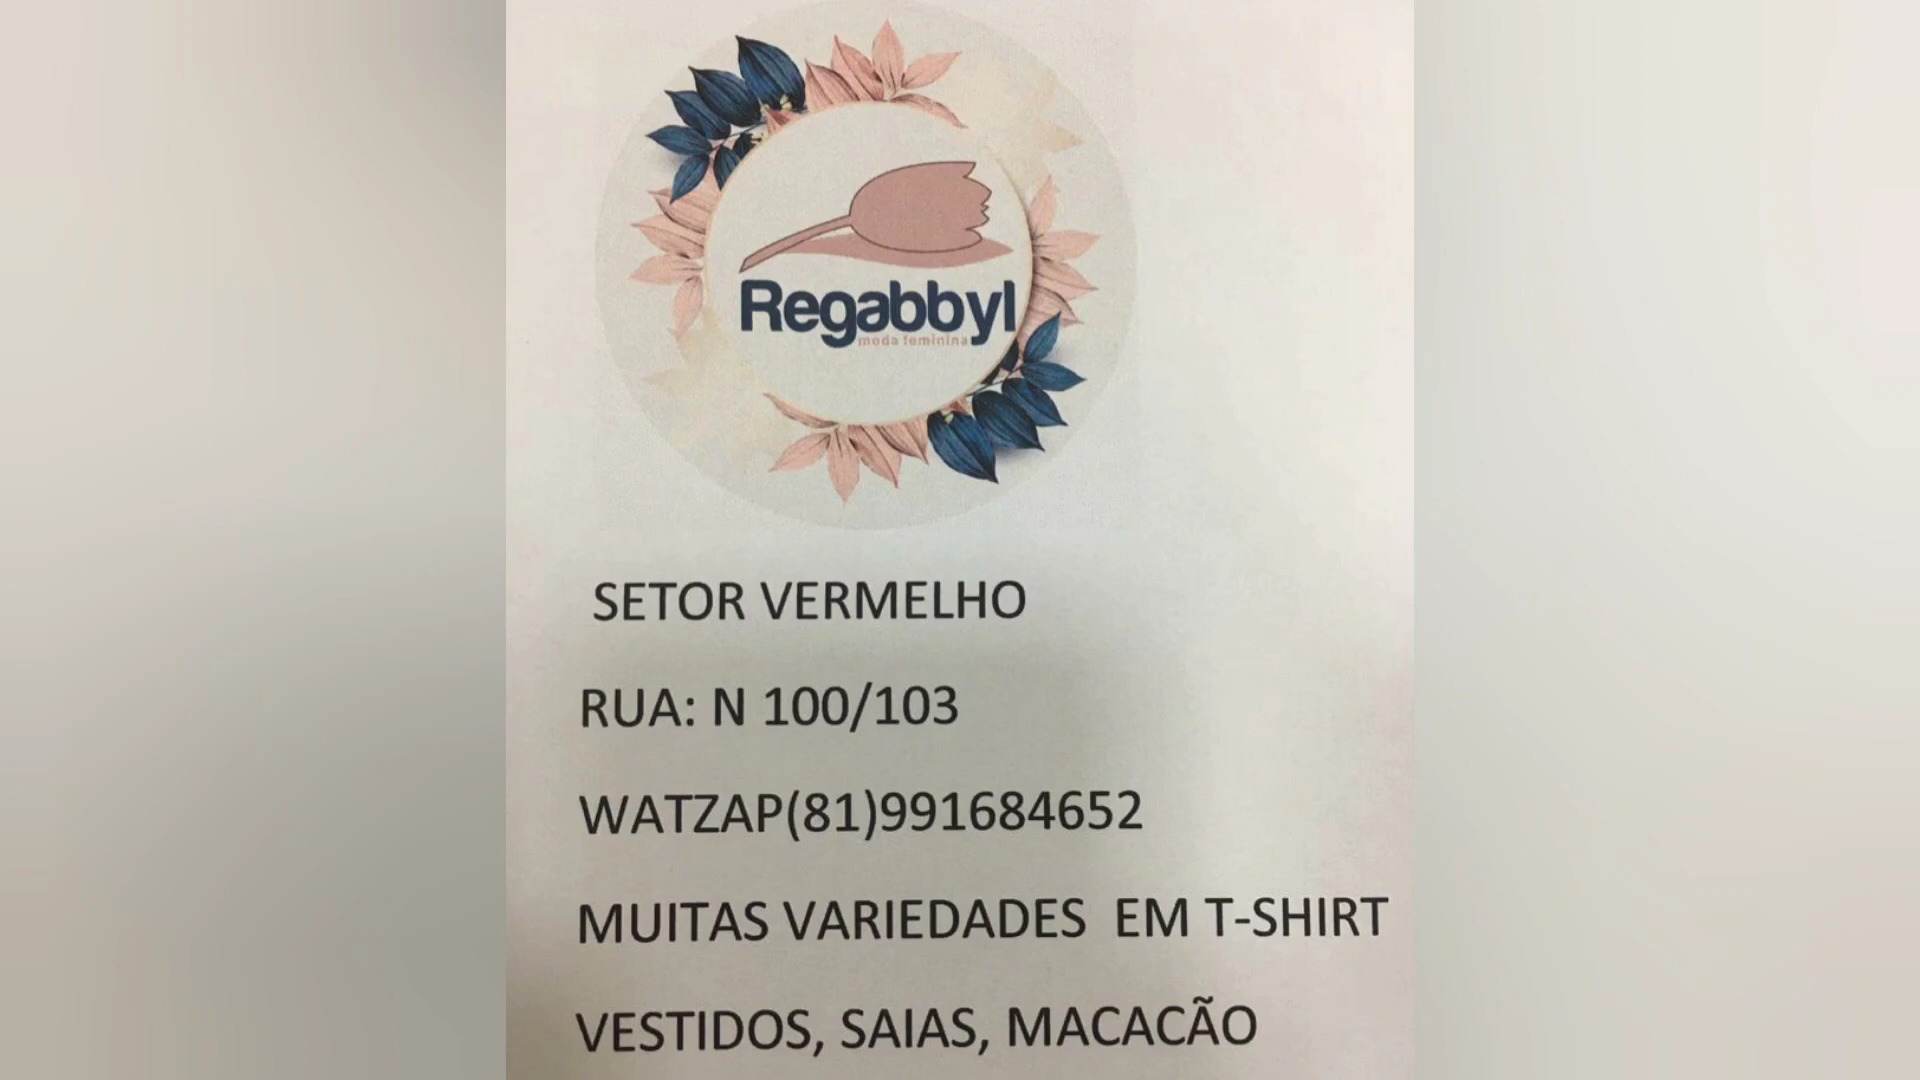 Regabbyl
moda feminina
SETOR VERMELHO
RUA: N 100/103
WATZAP(81)991684652
MUITAS VARIEDADES EM T-SHIRT
VESTIDOS, SAIAS, MACACÃO